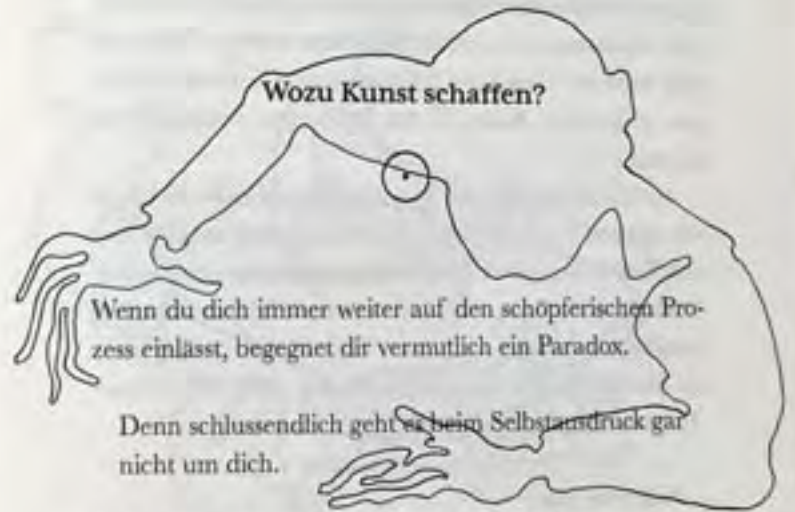 Wozu Kunst schaffen?
Wenn du dich immer weiter auf den schöpferischen Pro-
zess einlässt, begegnet dir vermutlich ein Paradox.
Denn schlussendlich geht es beim Selbstausdruck gar
nicht um dich.